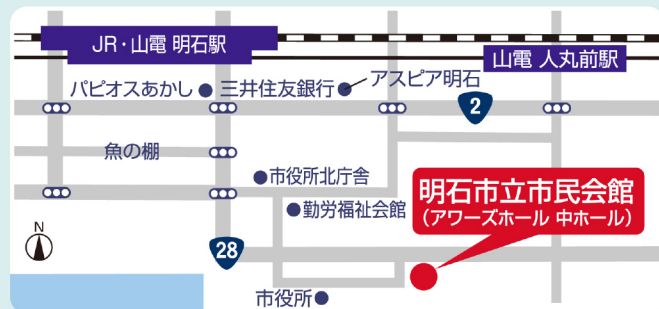 JR・山電 明石駅
山電 人丸前駅
パピオスあかし
三井住友銀行
アスピア明石
2
魚の棚
市役所北庁舎
勤労福祉会館
明石市立市民会館
(アワーズホール 中ホール)
N
28
市役所